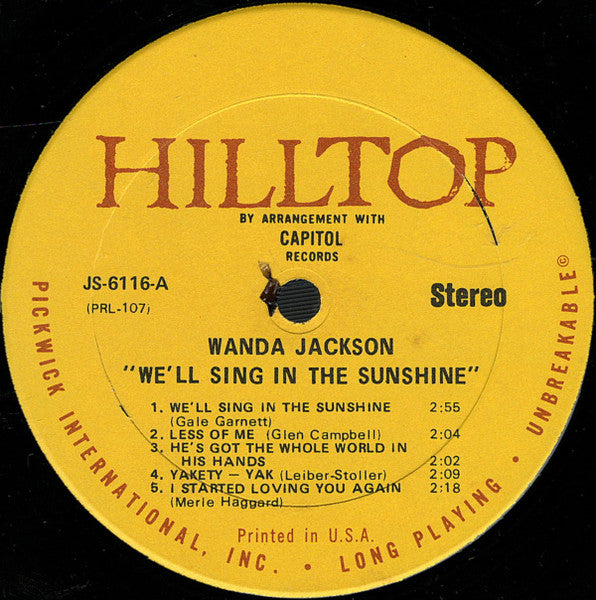 HILLTOP
BY ARRANGEMENT WITH
CAPITOL
RECORDS
JS-6116-A
(PRL-107)
Stereo
WANDA JACKSON
"WE'LL SING IN THE SUNSHINE"
1. WE'LL SING IN THE SUNSHINE 2:55
(Gale Garnett)
2. LESS OF ME (Glen Campbell) 2:04
3. HE'S GOT THE WHOLE WORLD IN
HIS HANDS 2:02
4. YAKETY – YAK (Leiber-Stoller) 2:09
5. I STARTED LOVING YOU AGAIN 2:18
(Merle Haggard)
Printed in U.S.A.
PICKWICK INTERNATIONAL, INC. • LONG PLAYING • UNBREAKABLE©